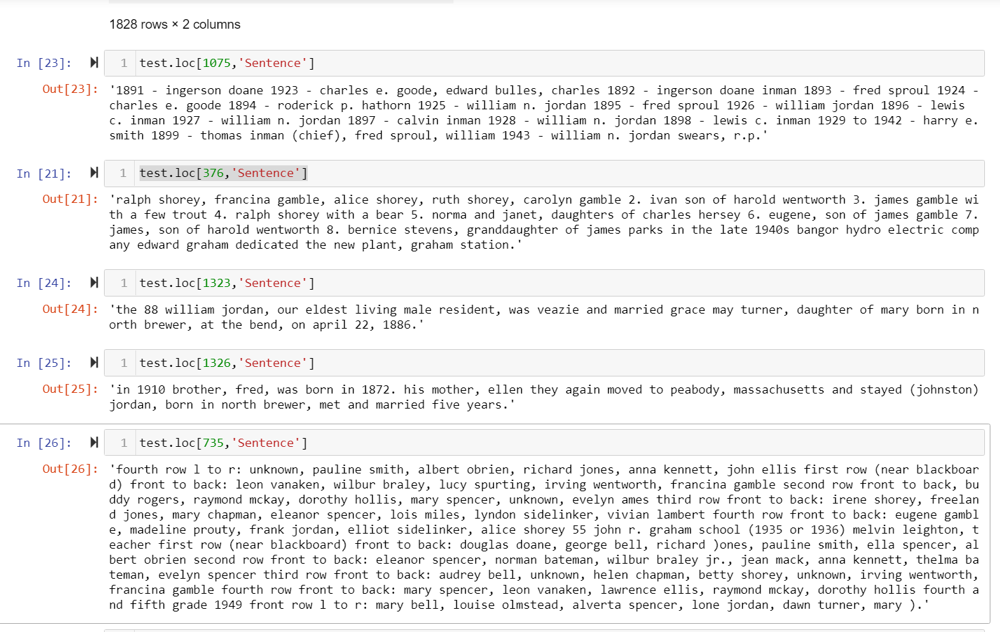 1828 rows × 2 columns
In [23]: 1 test.loc[1075,'Sentence']
Out[23]: '1891 - ingerson doane 1923 - charles e. goode, edward bulles, charles 1892 - ingerson doane inman 1893 - fred sproul 1924 -
charles e. goode 1894 - roderick p. hathorn 1925 - william n. jordan 1895 - fred sproul 1926 - william jordan 1896 - lewis
c. inman 1927 - william n. jordan 1897 - calvin inman 1928 - william n. jordan 1898 - lewis c. inman 1929 to 1942 - harry e.
smith 1899 - thomas inman (chief), fred sproul, william 1943 - william n. jordan swears, r.p.'
In [21]: 1 test.loc[376,'Sentence']
Out[21]: 'ralph shorey, francina gamble, alice shorey, ruth shorey, carolyn gamble 2. ivan son of harold wentworth 3. james gamble wi
th a few trout 4. ralph shorey with a bear 5. norma and janet, daughters of charles hersey 6. eugene, son of james gamble 7.
james, son of harold wentworth 8. bernice stevens, granddaughter of james parks in the late 1940s bangor hydro electric comp
any edward graham dedicated the new plant, graham station.'
In [24]: 1 test.loc[1323,'Sentence']
Out[24]: 'the 88 william jordan, our eldest living male resident, was veazie and married grace may turner, daughter of mary born in n
orth brewer, at the bend, on april 22, 1886.'
In [25]: 1 test.loc[1326,'Sentence']
Out[25]: 'in 1910 brother, fred, was born in 1872. his mother, ellen they again moved to peabody, massachusetts and stayed (johnston)
jordan, born in north brewer, met and married five years.'
In [26]: 1 test.loc[735,'Sentence']
Out[26]: 'fourth row l to r: unknown, pauline smith, albert obrien, richard jones, anna kennett, john ellis first row (near blackboar
d) front to back: leon vanaken, wilbur braley, lucy spurting, irving wentworth, francina gamble second row front to back, bu
ddy rogers, raymond mckay, dorothy hollis, mary spencer, unknown, evelyn ames third row front to back: irene shorey, freelan
d jones, mary chapman, eleanor spencer, lois miles, lyndon sidelinker, vivian lambert fourth row front to back: eugene gambl
e, madeline prouty, frank jordan, elliot sidelinker, alice shorey 55 john r. graham school (1935 or 1936) melvin leighton, t
eacher first row (near blackboard) front to back: douglas doane, george bell, richard )ones, pauline smith, ella spencer, al
bert obrien second row front to back: eleanor spencer, norman bateman, wilbur braley jr., jean mack, anna kennett, thelma ba
teman, evelyn spencer third row front to back: audrey bell, unknown, helen chapman, betty shorey, unknown, irving wentworth,
francina gamble fourth row front to back: mary spencer, leon vanaken, lawrence ellis, raymond mckay, dorothy hollis fourth a
nd fifth grade 1949 front row l to r: mary bell, louise olmstead, alverta spencer, lone jordan, dawn turner, mary ).'